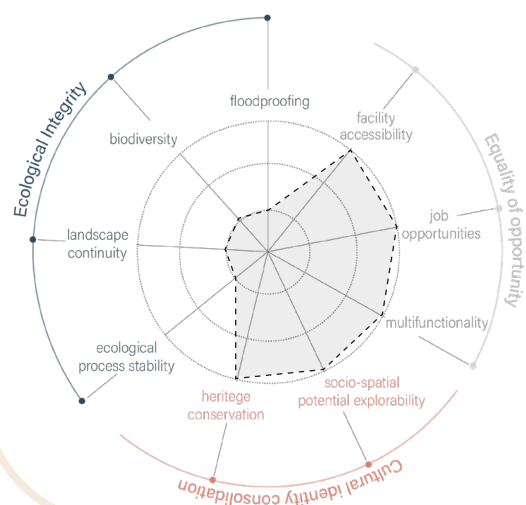 Ecological Integrity
floodproofing
biodiversity
facility
accessibility
Equality of opportunity
landscape
continuity
job
opportunities
multifunctionality
ecological
process stability
heritege
conservation
socio-spatial
potential explorability
Cultural identity consolidation